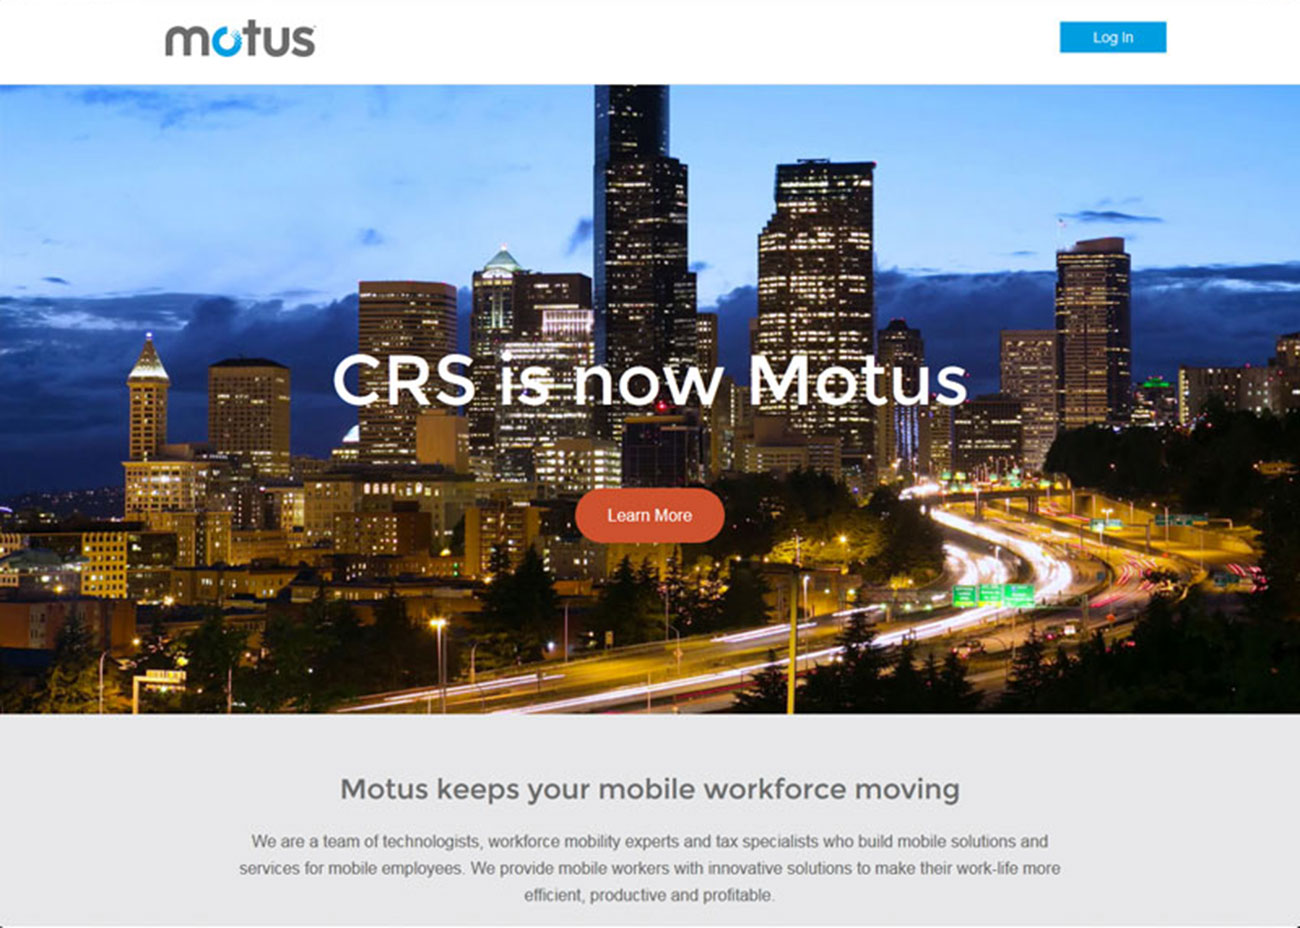 motus
Log In
CRS is now Motus
Learn More
Motus keeps your mobile workforce moving
We are a team of technologists, workforce mobility experts and tax specialists who build mobile solutions and
services for mobile employees. We provide mobile workers with innovative solutions to make their work-life more
efficient, productive and profitable.